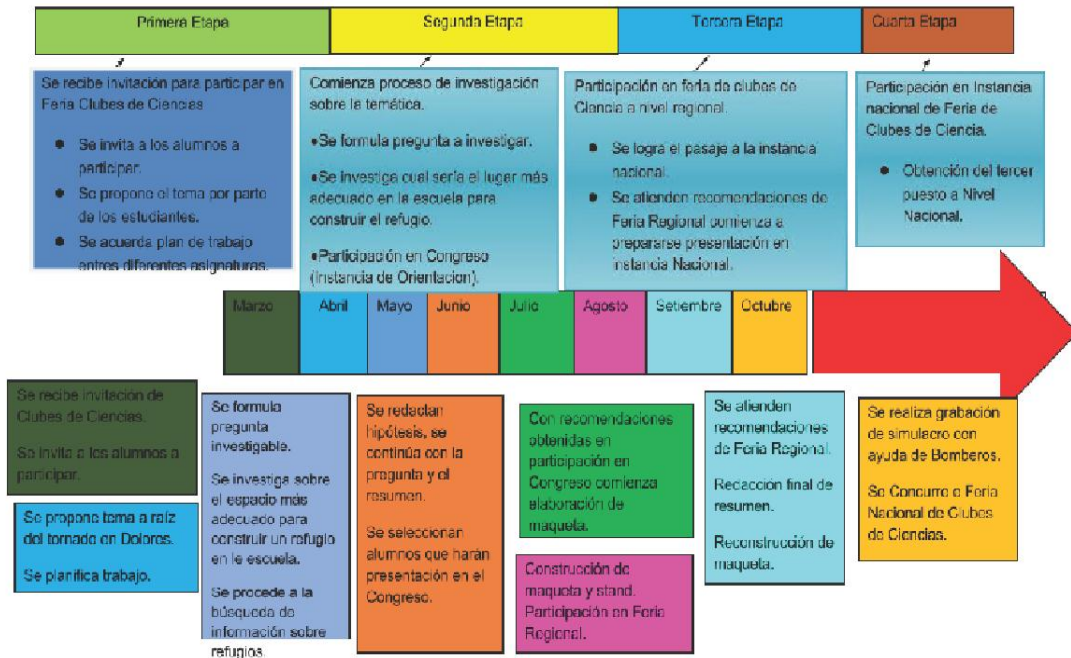 Primera Etapa
Segunda Etapa
Tercera Etapa
Cuarta Etapa
Se recibe invitación para participar en
Feria Clubes de Ciencias
● Se invita a los alumnos a
participar.
● Se propone el tema por parte
de los estudiantes.
● Se acuerda plan de trabajo
entres diferentes asignaturas.
Comienza proceso de investigación
sobre la temática.
●Se formula pregunta a investigar.
●Se investiga cual sería el lugar más
adecuado en la escuela para
construir el refugio.
●Participación en Congreso
(Instancia de Orientacion).
Participación en feria de clubes de
Ciencia a nivel regional.
● Se logra el pasaje a la instancia
nacional.
● Se atienden recomendaciones de
Feria Regional comienza a
prepararse presentación en
instancia Nacional.
Participación en Instancia
nacional de Feria de
Clubes de Ciencia.
● Obtención del tercer
puesto a Nivel
Nacional.
Marzo
Abril
Mayo
Junio
Julio
Agosto
Setiembre
Octubre
Se recibe invitación de
Clubes de Ciencias.
Se invita a los alumnos a
participar.
Se propone tema a raíz
del tornado en Dolores.
Se planifica trabajo.
Se formula
pregunta
investigable.
Se investiga sobre
el espacio más
adecuado para
construir un refugio
en le escuela.
Se procede a la
búsqueda de
información sobre
refugios.
Se redactan
hipótesis, se
continúa con la
pregunta y el
resumen.
Se seleccionan
alumnos que harán
presentación en el
Congreso.
Con recomendaciones
obtenidas en
participación en
Congreso comienza
elaboración de
maqueta.
Construcción de
maqueta y stand.
Participación en Feria
Regional.
Se atienden
recomendaciones
de Feria Regional.
Redacción final de
resumen.
Reconstrucción de
maqueta.
Se realiza grabación
de simulacro con
ayuda de Bomberos.
Se Concurre a Feria
Nacional de Clubes
de Ciencias.